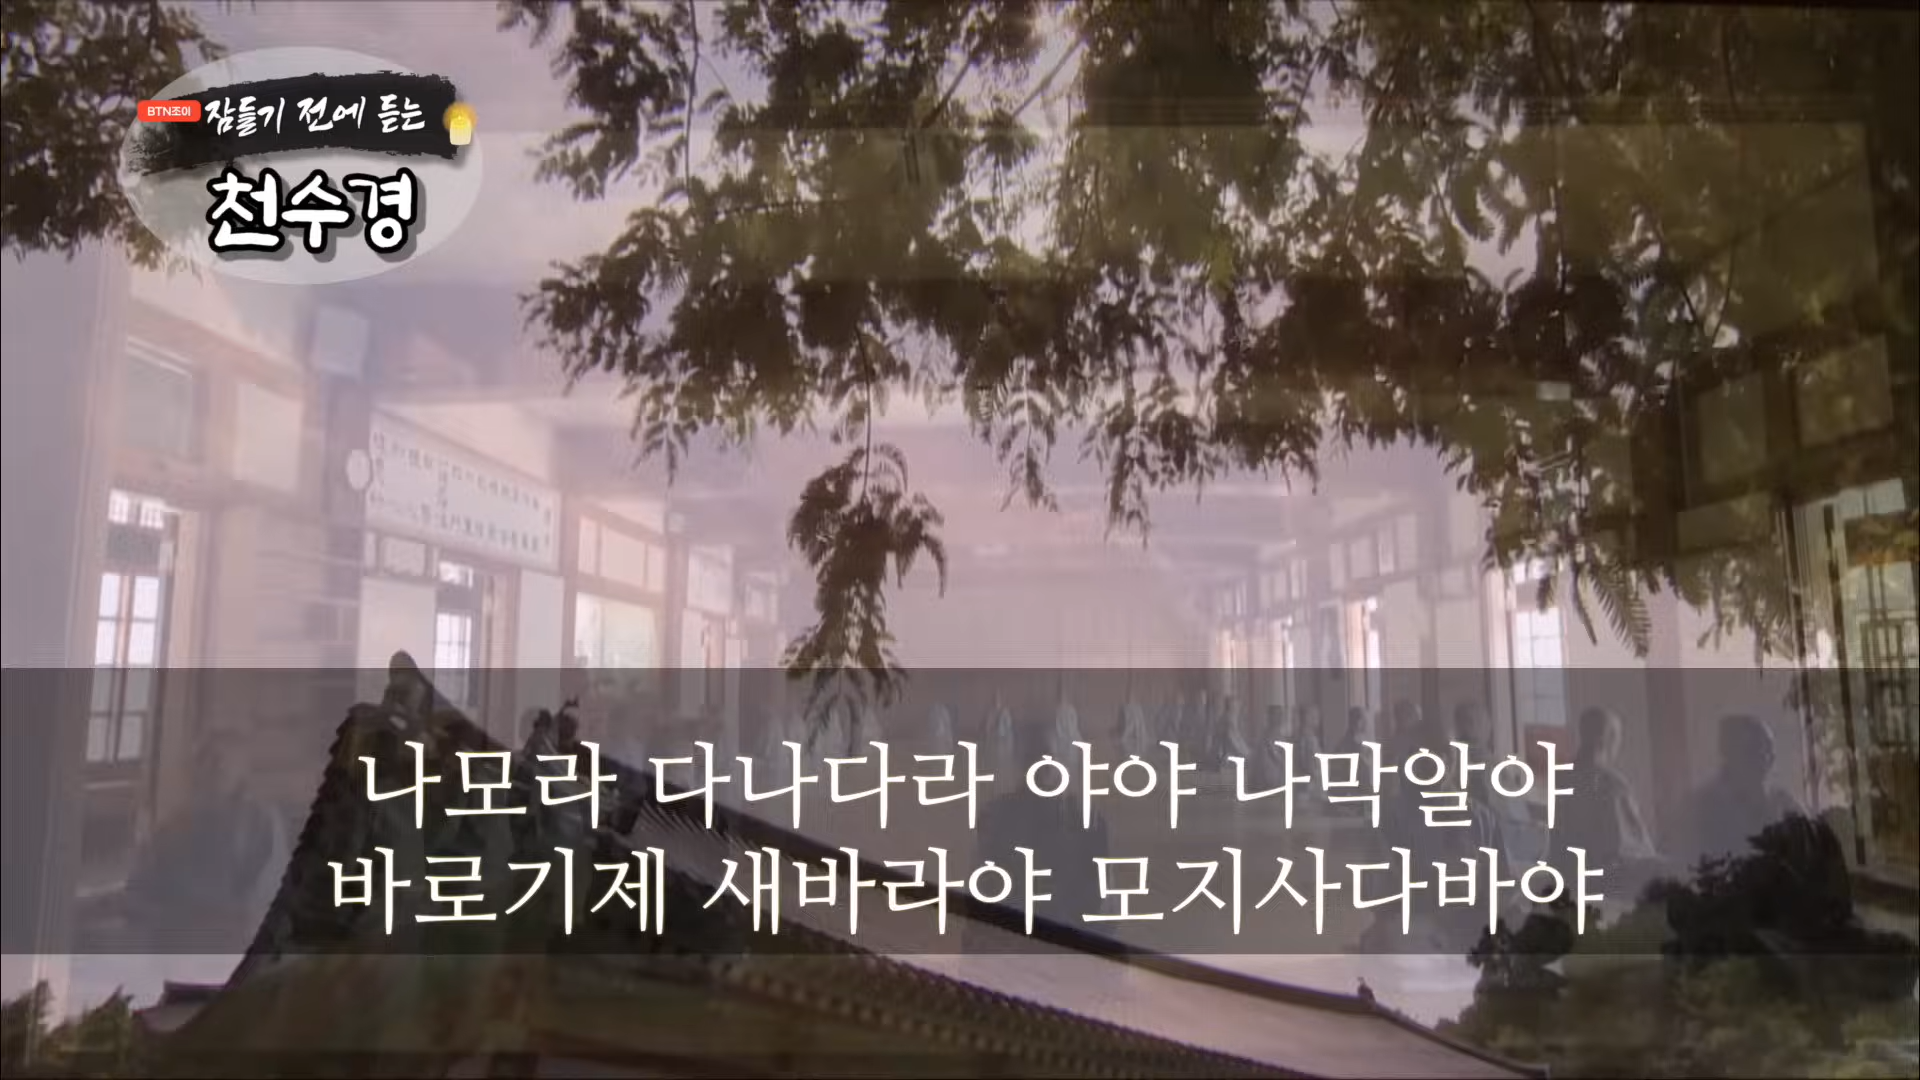 BTN조이
잠들기 전에 듣는
천수경
나모라 다나다라 야야 나막알야
바로기제 새바라야 모지사다바야